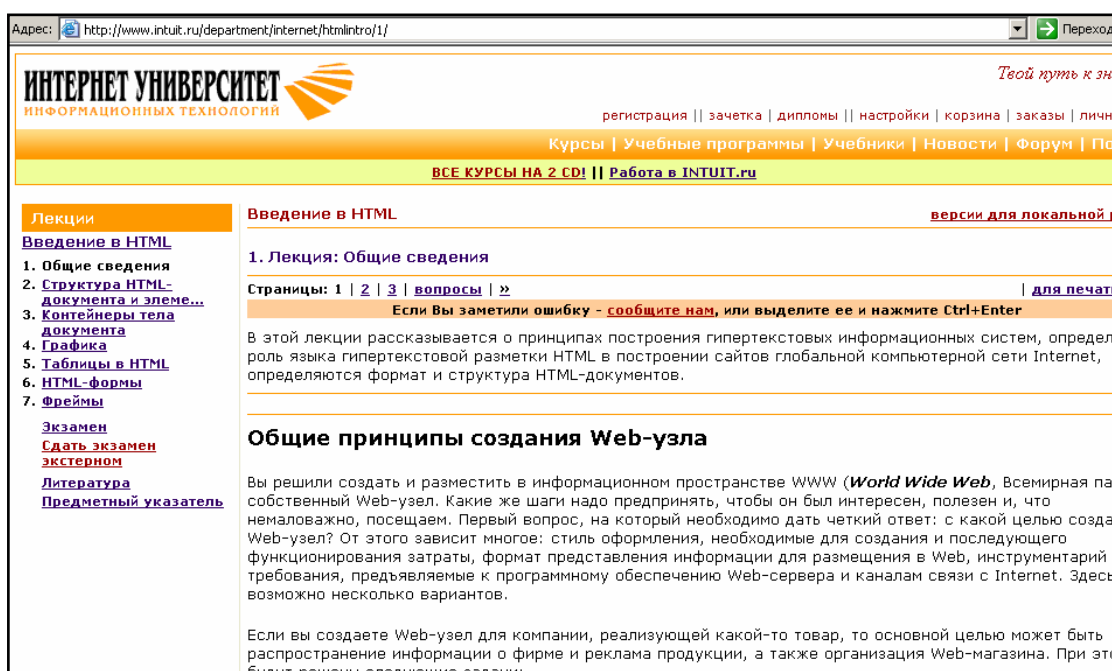 Адрес: http://www.intuit.ru/department/internet/htmlintro/1/ Переход
ИНТЕРНЕТ УНИВЕРСИТЕТ
ИНФОРМАЦИОННЫХ ТЕХНОЛОГИЙ
Твой путь к зн
регистрация || зачетка | дипломы || настройки | корзина | заказы | личн
Курсы | Учебные программы | Учебники | Новости | Форум | По
ВСЕ КУРСЫ НА 2 CD! || Работа в INTUIT.ru
Лекции
Введение в HTML
1. Общие сведения
2. Структура HTML-
документа и элеме...
3. Контейнеры тела
документа
4. Графика
5. Таблицы в HTML
6. HTML-формы
7. Фреймы
Экзамен
Сдать экзамен
экстерном
Литература
Предметный указатель
Введение в HTML версии для локальной р
1. Лекция: Общие сведения
Страницы: 1 | 2 | 3 | вопросы | » | для печати
Если Вы заметили ошибку - сообщите нам, или выделите ее и нажмите Ctrl+Enter
В этой лекции рассказывается о принципах построения гипертекстовых информационных систем, определ
роль языка гипертекстовой разметки HTML в построении сайтов глобальной компьютерной сети Internet,
определяются формат и структура HTML-документов.
Общие принципы создания Web-узла
Вы решили создать и разместить в информационном пространстве WWW (World Wide Web, Всемирная па
собственный Web-узел. Какие же шаги надо предпринять, чтобы он был интересен, полезен и, что
немаловажно, посещаем. Первый вопрос, на который необходимо дать четкий ответ: с какой целью созда
Web-узел? От этого зависит многое: стиль оформления, необходимые для создания и последующего
функционирования затраты, формат представления информации для размещения в Web, инструментарий
требования, предъявляемые к программному обеспечению Web-сервера и каналам связи с Internet. Здесь
возможно несколько вариантов.
Если вы создаете Web-узел для компании, реализующей какой-то товар, то основной целью может быть
распространение информации о фирме и реклама продукции, а также организация Web-магазина. При эт